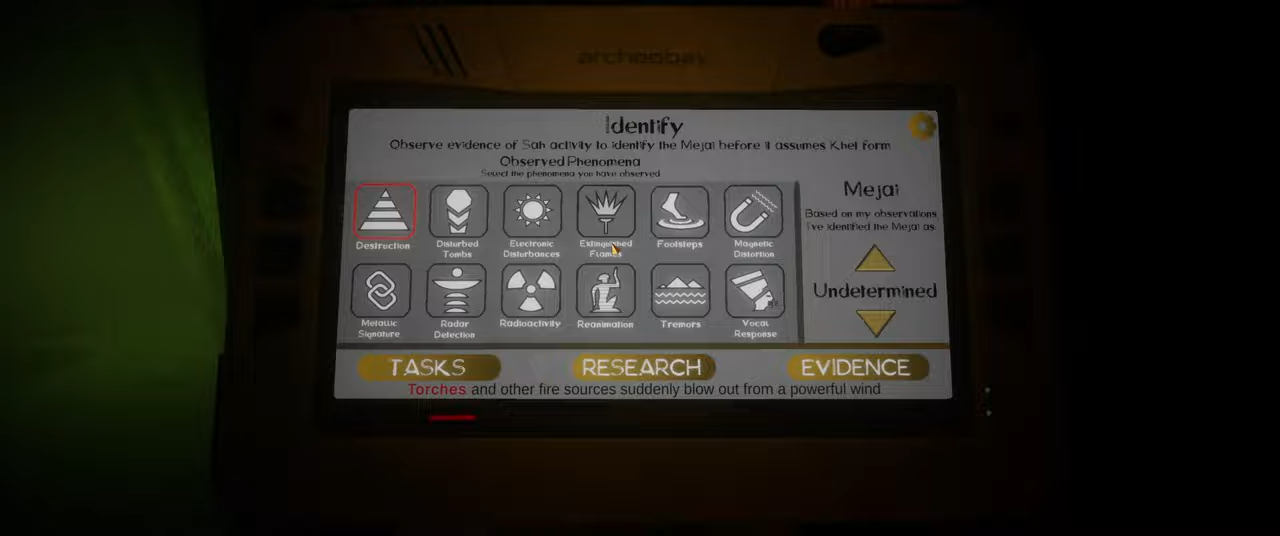 archeobay
Identify
Observe evidence of Sah activity to identify the Mejai before it assumes Khet form
Observed Phenomena
Select the phenomena you have observed
Destruction
Disturbed
Tombs
Electronic
Disturbances
Extinguished
Flames
Footsteps
Magnetic
Distortion
Metallic
Signature
Radar
Detection
Radioactivity
Reanimation
Tremors
Vocal
Response
Mejai
Based on my observations,
I've identified the Mejai as:
Undetermined
TASKS
RESEARCH
EVIDENCE
Torches and other fire sources suddenly blow out from a powerful wind